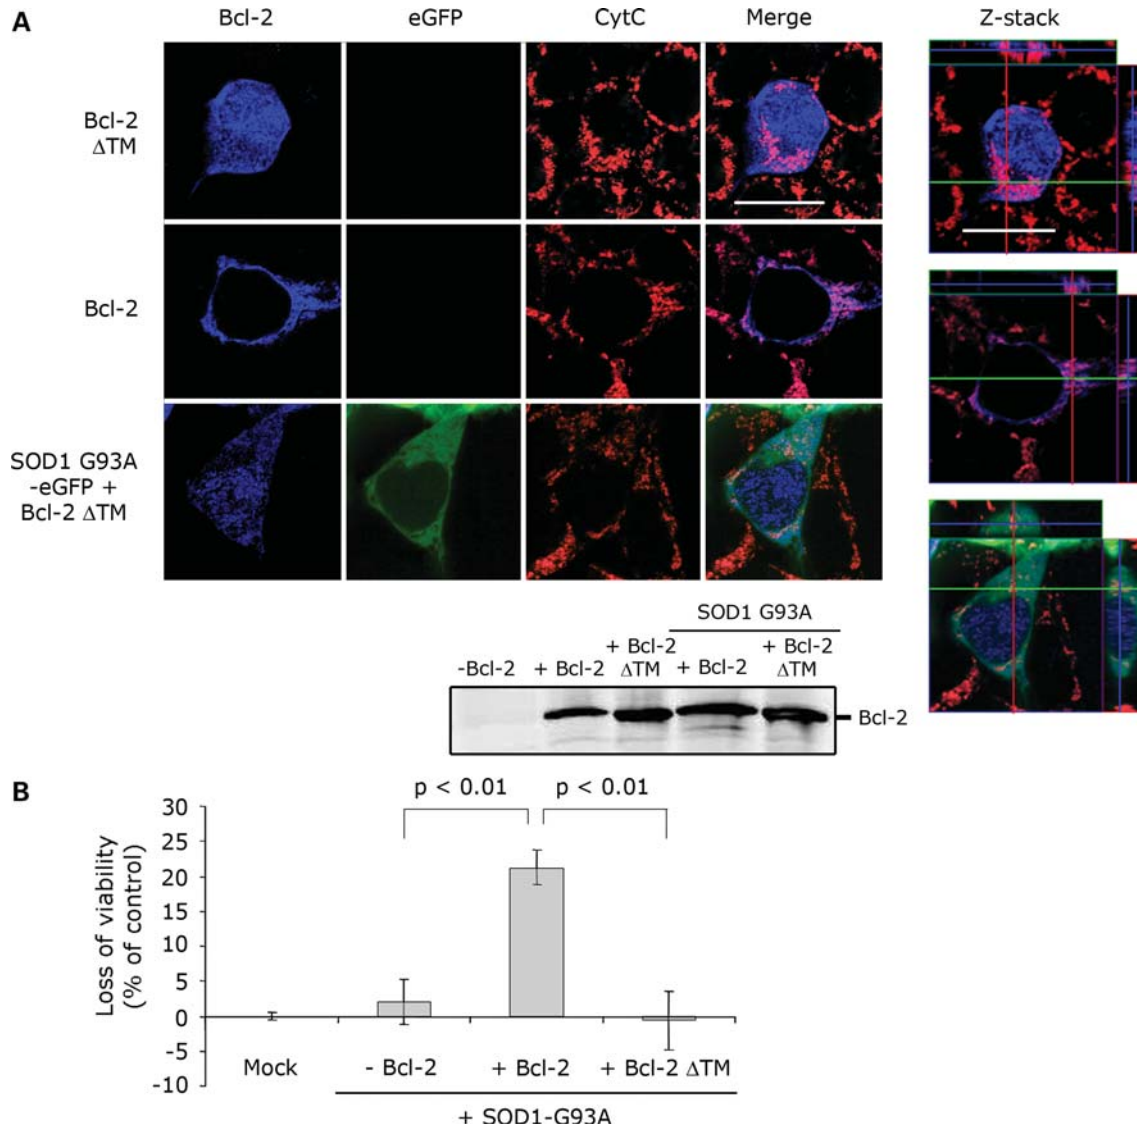 A
Bcl-2 eGFP CytC Merge Z-stack
Bcl-2
ΔTM
Bcl-2
SOD1 G93A
-eGFP +
Bcl-2 ΔTM
SOD1 G93A
-Bcl-2 + Bcl-2 + Bcl-2
ΔTM + Bcl-2 + Bcl-2
ΔTM
Bcl-2
B
p < 0.01 p < 0.01
Loss of viability
(% of control)
30
25
20
15
10
5
0
-5
-10
Mock - Bcl-2 + Bcl-2 + Bcl-2 ΔTM
+ SOD1-G93A